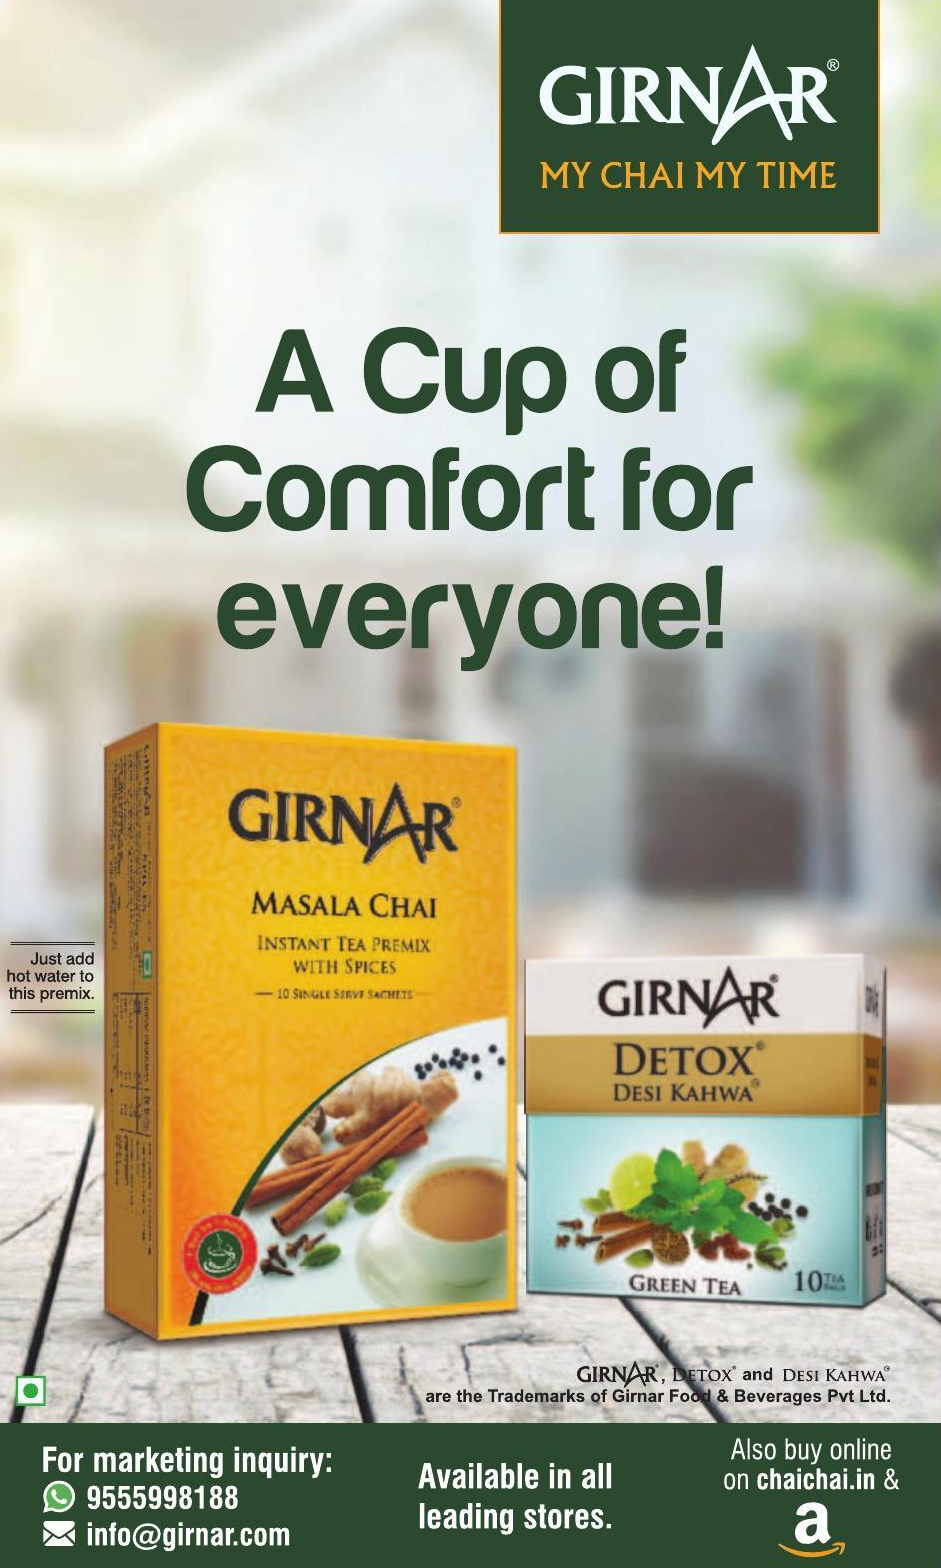 GIRNAR®
MY CHAI MY TIME
A Cup of
Comfort for
everyone!
GIRNAR®
MASALA CHAI
INSTANT TEA PREMIX
WITH SPICES
10 SINGLE SERVE SACHETS
Just add
hot water to
this premix.
GIRNAR®
DETOX®
DESI KAHWA®
GREEN TEA
10 TEA
BAGS
GIRNAR®, DETOX® and DESI KAHWA®
are the Trademarks of Girnar Food & Beverages Pvt Ltd.
For marketing inquiry:
9555998188
info@girnar.com
Available in all
leading stores.
Also buy online
on chaichai.in &
a